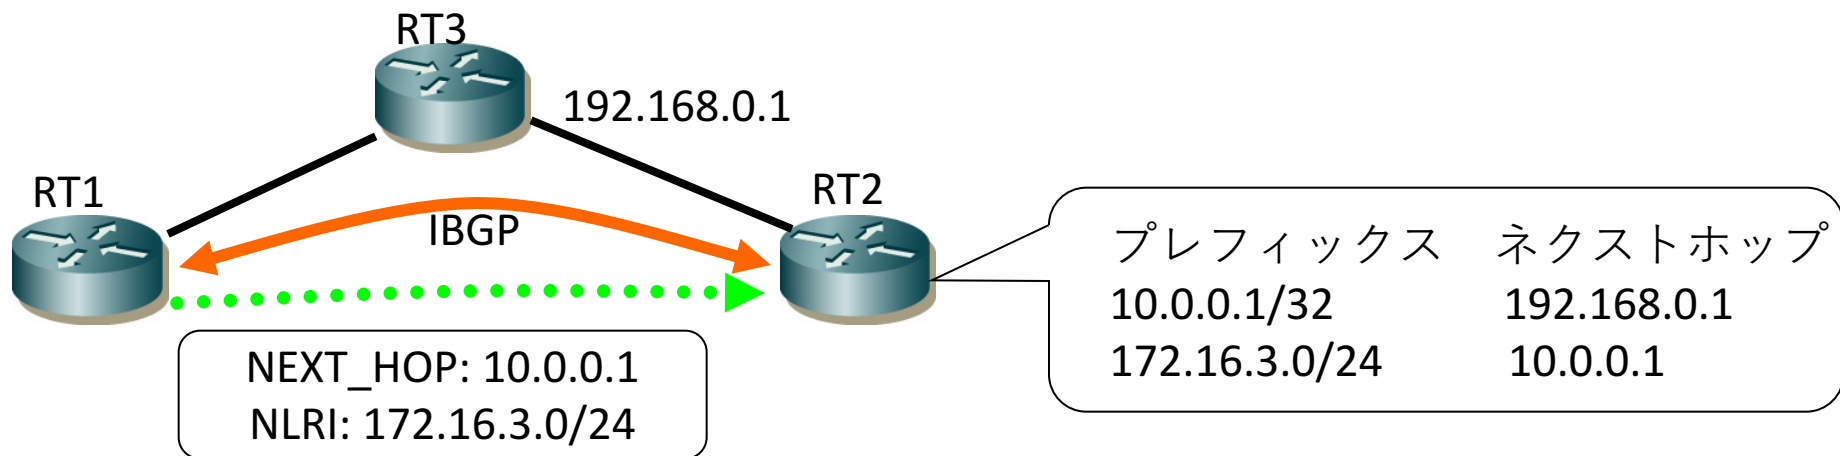 RT3
192.168.0.1
RT1
RT2
IBGP
NEXT_HOP: 10.0.0.1
NLRI: 172.16.3.0/24
プレフィックス ネクストホップ
10.0.0.1/32 192.168.0.1
172.16.3.0/24 10.0.0.1